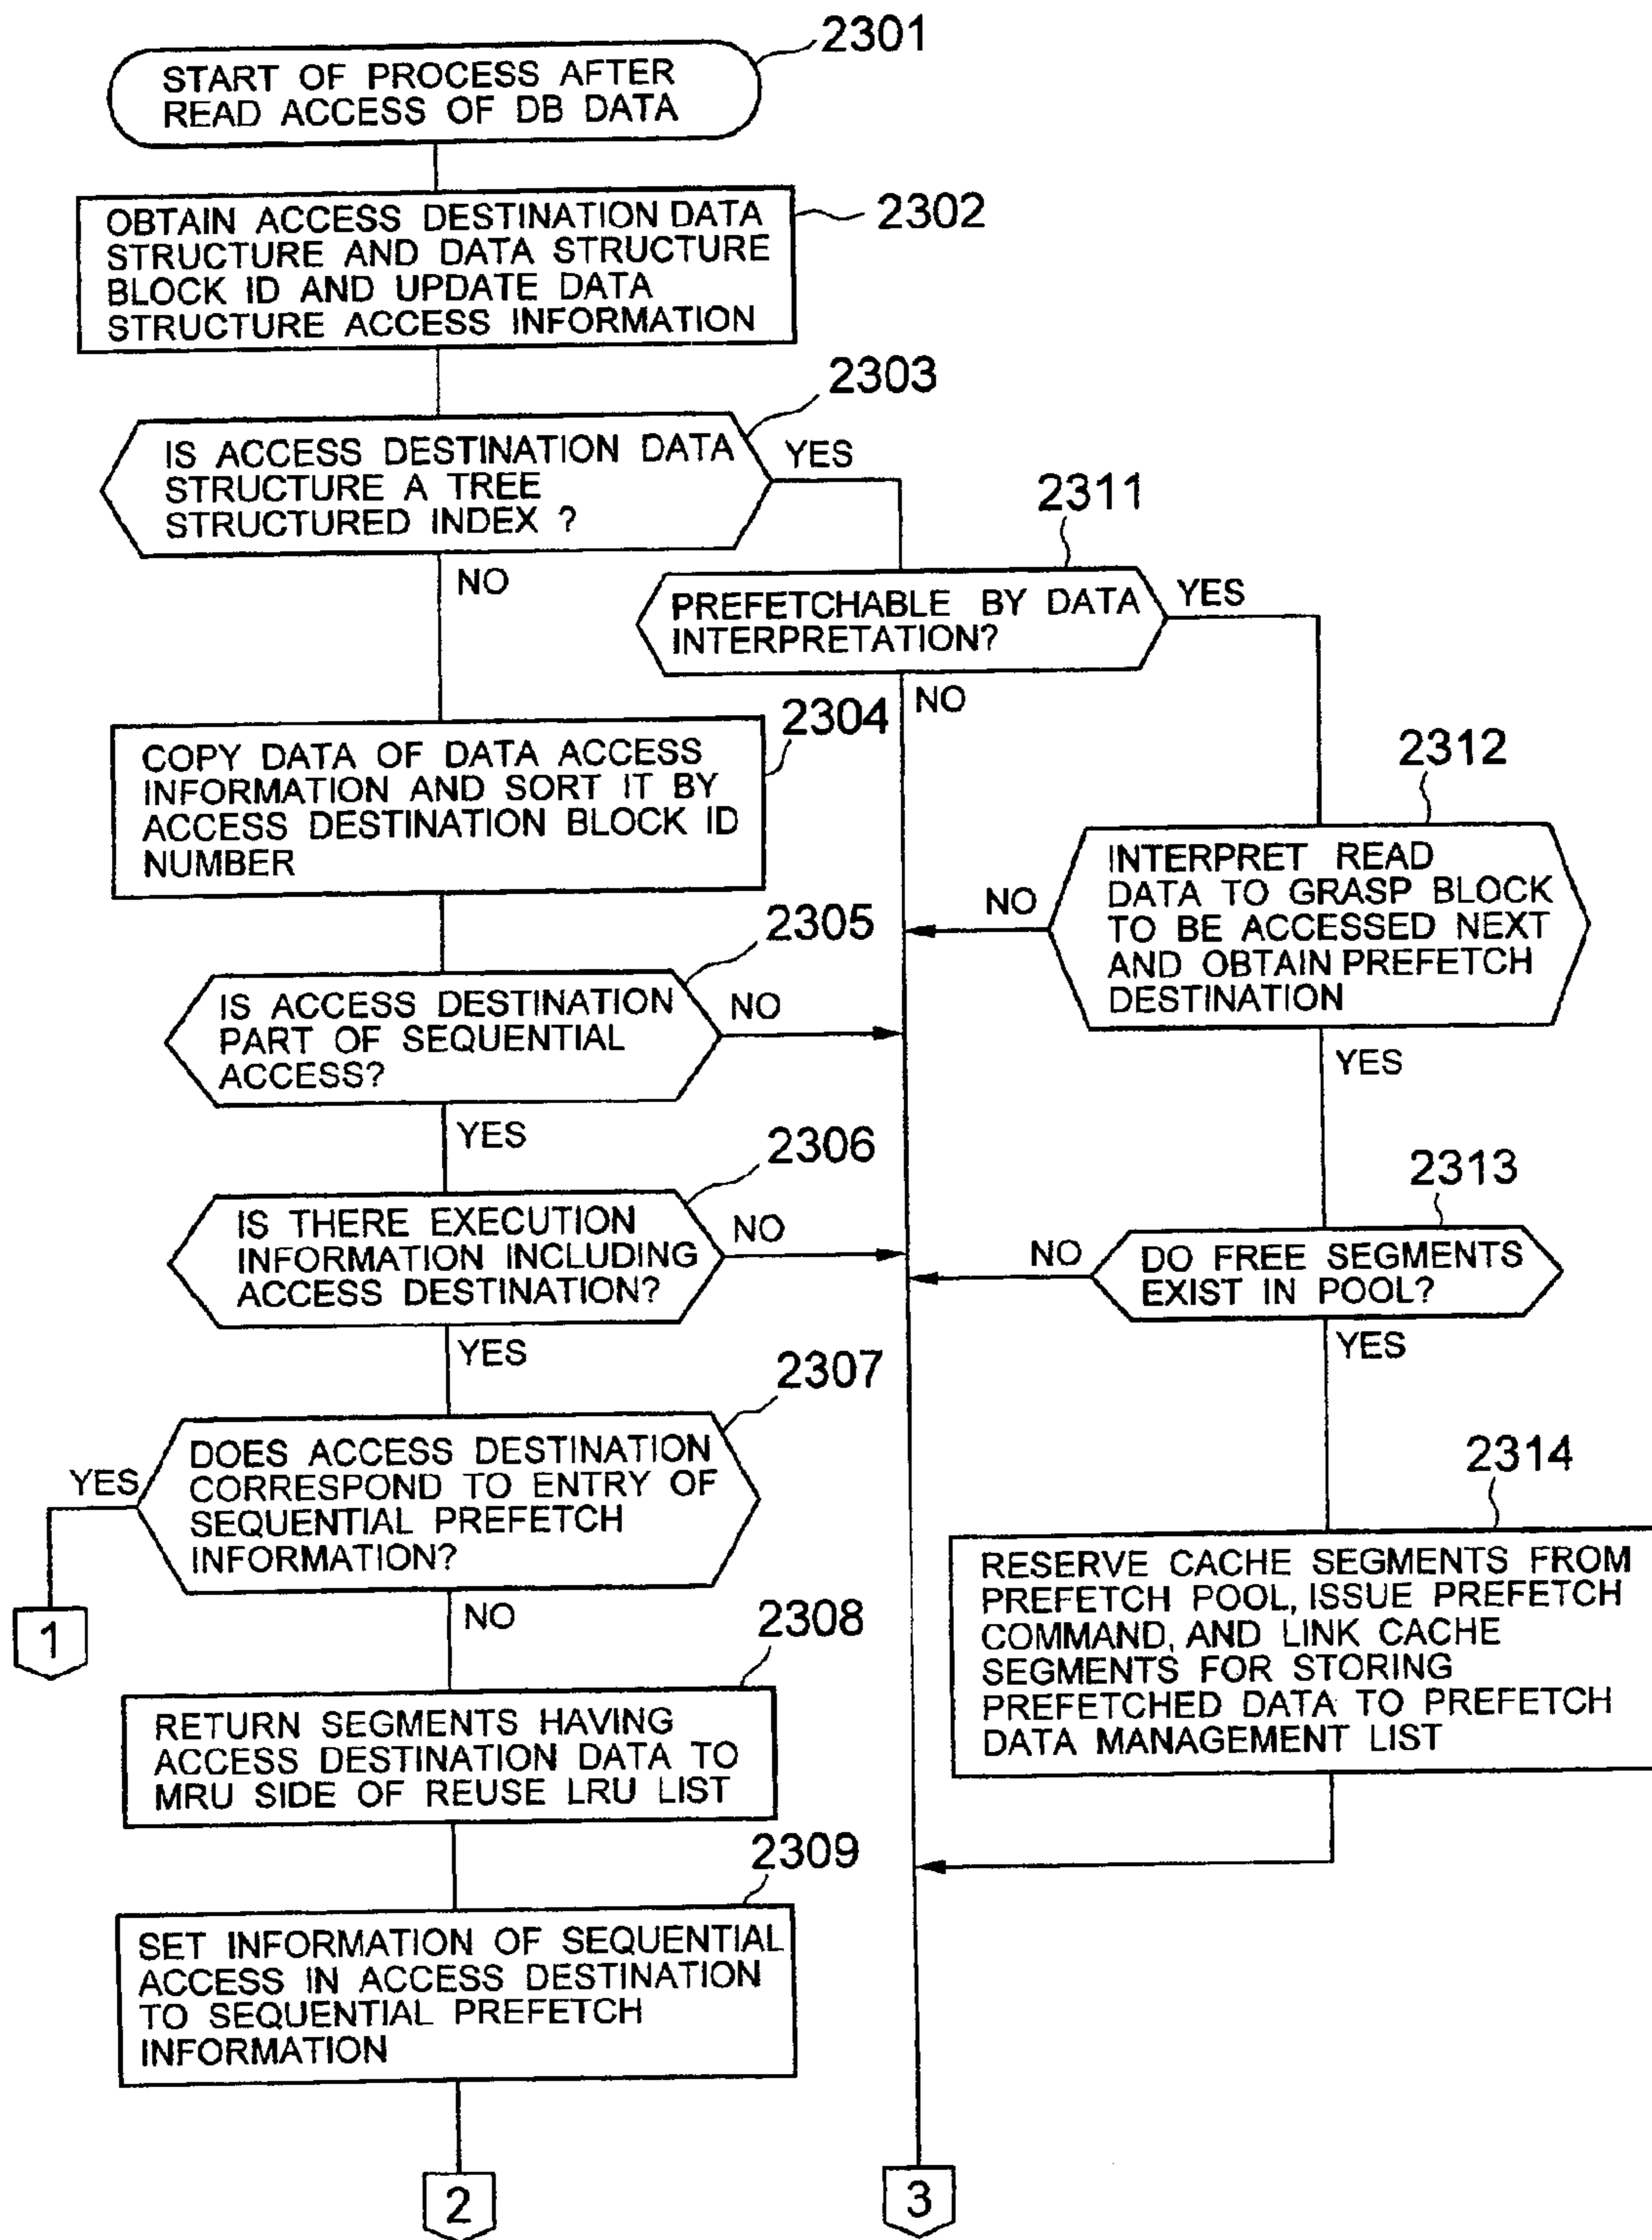 2301
START OF PROCESS AFTER
READ ACCESS OF DB DATA
2302
OBTAIN ACCESS DESTINATION DATA
STRUCTURE AND DATA STRUCTURE
BLOCK ID AND UPDATE DATA
STRUCTURE ACCESS INFORMATION
2303
IS ACCESS DESTINATION DATA
STRUCTURE A TREE
STRUCTURED INDEX ?
YES
NO
2311
PREFETCHABLE BY DATA
INTERPRETATION?
YES
NO
2304
COPY DATA OF DATA ACCESS
INFORMATION AND SORT IT BY
ACCESS DESTINATION BLOCK ID
NUMBER
2312
INTERPRET READ
DATA TO GRASP BLOCK
TO BE ACCESSED NEXT
AND OBTAIN PREFETCH
DESTINATION
NO
YES
2305
IS ACCESS DESTINATION
PART OF SEQUENTIAL
ACCESS?
NO
YES
2306
IS THERE EXECUTION
INFORMATION INCLUDING
ACCESS DESTINATION?
NO
YES
2313
DO FREE SEGMENTS
EXIST IN POOL?
NO
YES
2307
DOES ACCESS DESTINATION
CORRESPOND TO ENTRY OF
SEQUENTIAL PREFETCH
INFORMATION?
YES
NO
1
2314
RESERVE CACHE SEGMENTS FROM
PREFETCH POOL, ISSUE PREFETCH
COMMAND, AND LINK CACHE
SEGMENTS FOR STORING
PREFETCHED DATA TO PREFETCH
DATA MANAGEMENT LIST
2308
RETURN SEGMENTS HAVING
ACCESS DESTINATION DATA TO
MRU SIDE OF REUSE LRU LIST
2309
SET INFORMATION OF SEQUENTIAL
ACCESS IN ACCESS DESTINATION
TO SEQUENTIAL PREFETCH
INFORMATION
2
3